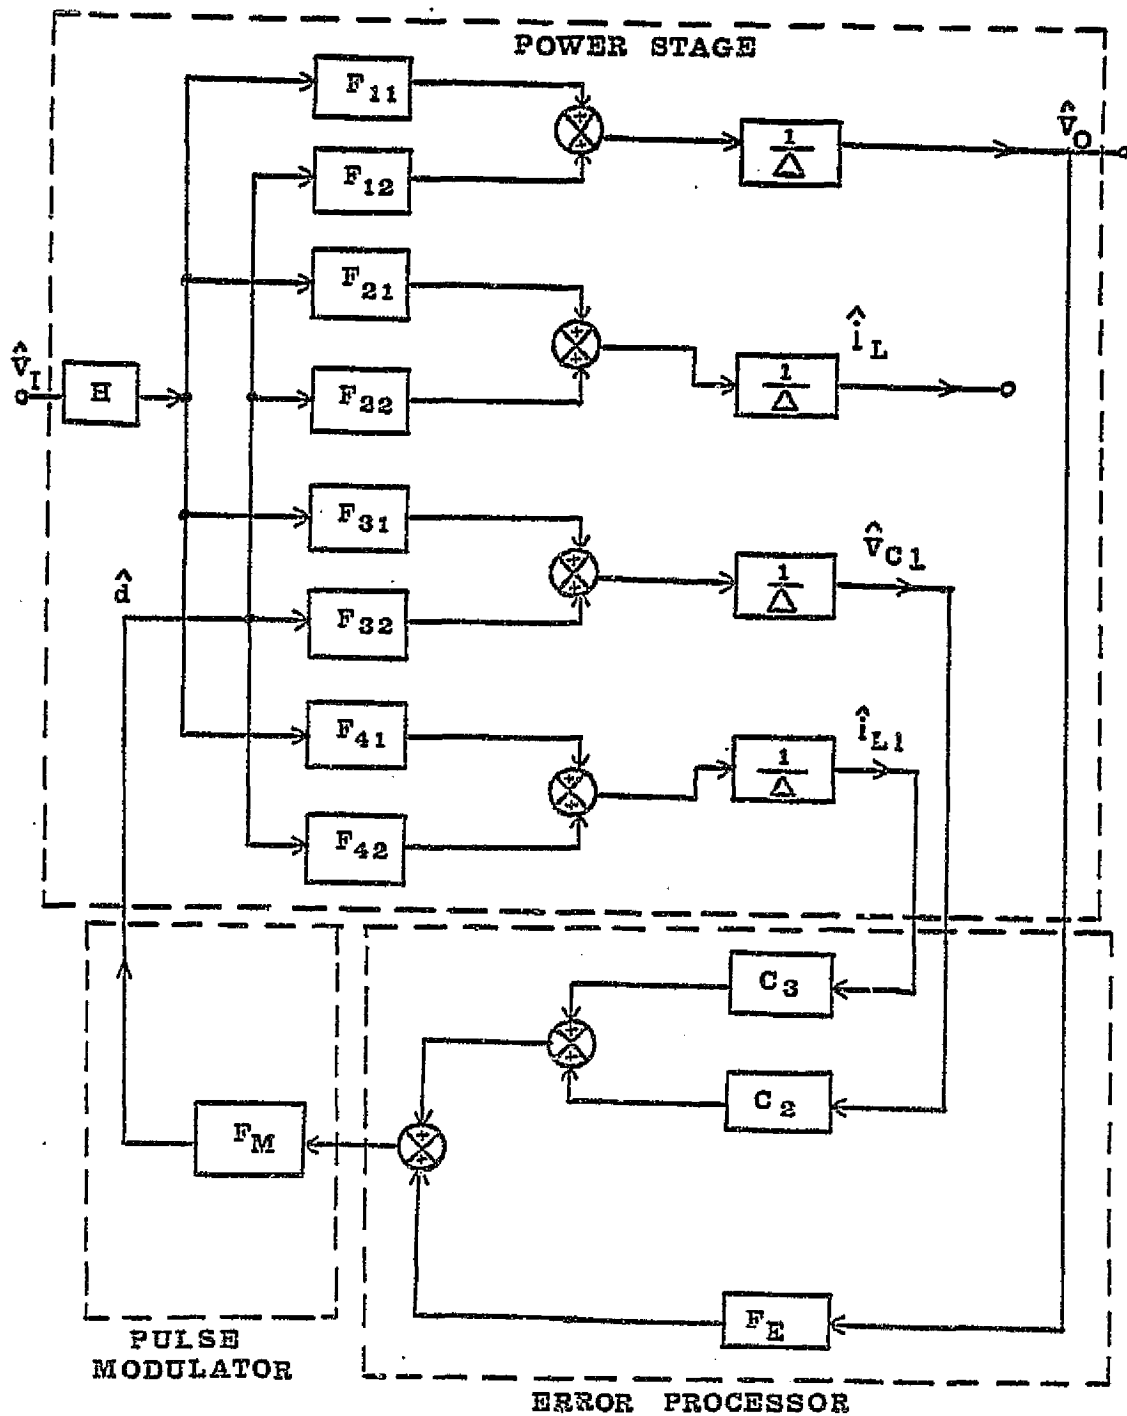 POWER STAGE
F11
F12
v̂O
1/Δ
F21
F22
îL
1/Δ
v̂I
H
F31
F32
v̂C1
1/Δ
d̂
F41
F42
îL1
1/Δ
C3
C2
FM
FE
PULSE
MODULATOR
ERROR PROCESSOR